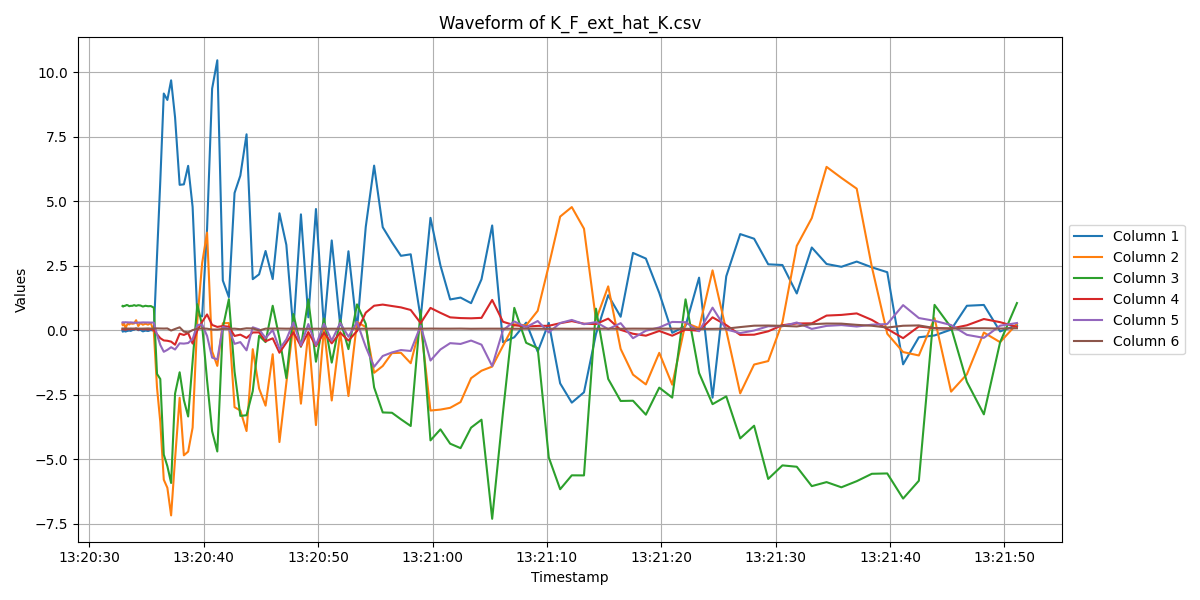 Waveform of K_F_ext_hat_K.csv
10.0
7.5
5.0
2.5
0.0
−2.5
−5.0
−7.5
Values
13:20:30 13:20:40 13:20:50 13:21:00 13:21:10 13:21:20 13:21:30 13:21:40 13:21:50
Timestamp
Column 1
Column 2
Column 3
Column 4
Column 5
Column 6